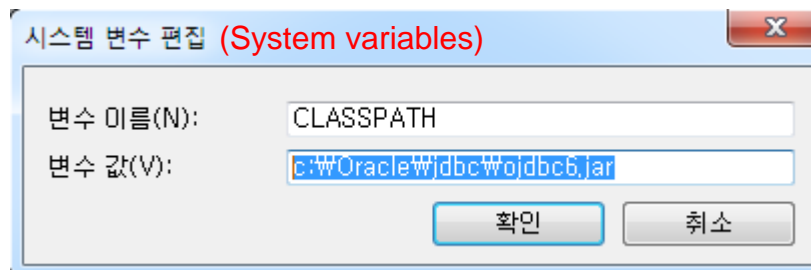 시스템 변수 편집 (System variables)
변수 이름(N): CLASSPATH
변수 값(V): c:₩Oracle₩jdbc₩ojdbc6.jar
확인 취소